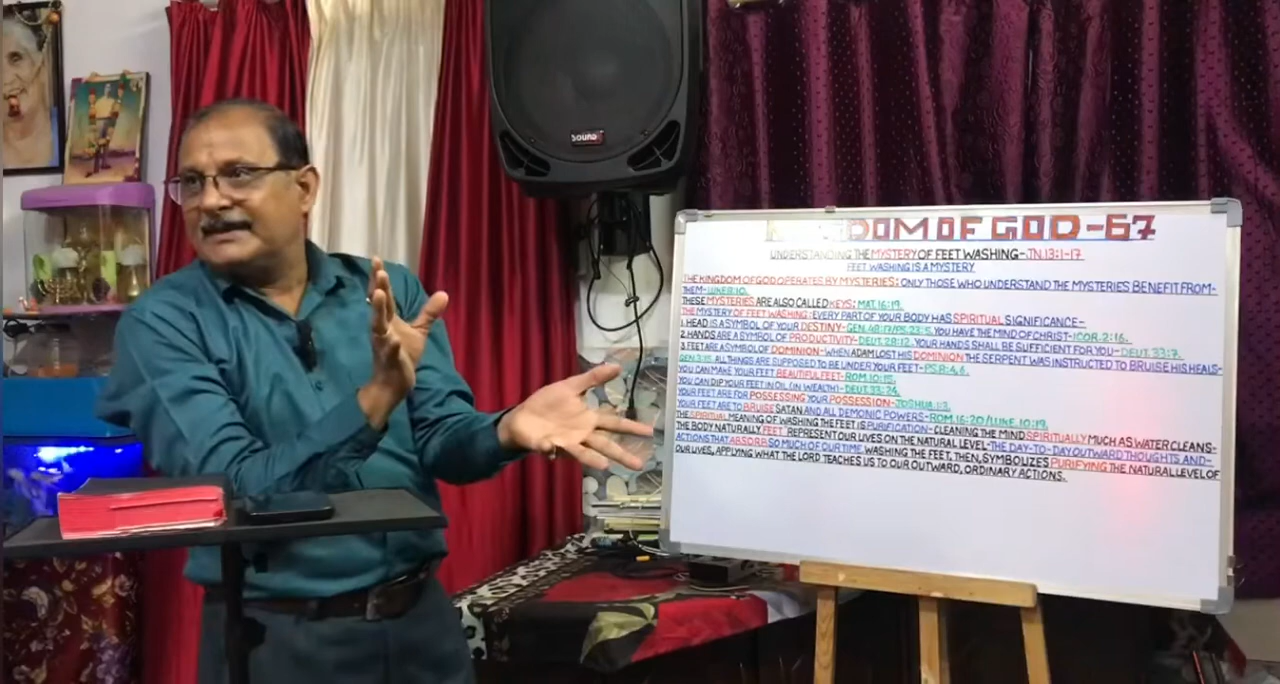 KINGDOM OF GOD-67
UNDERSTANDING THE MYSTERY OF FEET WASHING-JN.13:1-17
FEET WASHING IS A MYSTERY
THE KINGDOM OF GOD OPERATES BY MYSTERIES: ONLY THOSE WHO UNDERSTAND THE MYSTERIES BENEFIT FROM-
THEM-LUKE8:10.
THESE MYSTERIES ARE ALSO CALLED KEYS: MAT.16:19.
THE MYSTERY OF FEET WASHING: EVERY PART OF YOUR BODY HAS SPIRITUAL SIGNIFICANCE-
1. HEAD IS A SYMBOL OF YOUR DESTINY-GEN.48:17/PS.23:5. YOU HAVE THE MIND OF CHRIST-1COR.2:16.
2. HANDS ARE A SYMBOL OF PRODUCTIVITY-DEUT.28:12. YOUR HANDS SHALL BE SUFFICIENT FOR YOU-DEUT.33:7.
3. FEET ARE A SYMBOL OF DOMINION-WHEN ADAM LOST HIS DOMINION THE SERPENT WAS INSTRUCTED TO BRUISE HIS HEALS-
GEN.3:15. ALL THINGS ARE SUPPOSED TO BE UNDER YOUR FEET-PS.8:4,6.
YOU CAN MAKE YOUR FEET BEAUTIFUL FEET-ROM.10:15.
YOU CAN DIP YOUR FEET IN OIL (IN WEALTH)-DEUT.33:24.
YOUR FEET ARE FOR POSSESSING YOUR POSSESSION-JOSHUA:1:3.
YOUR FEET ARE TO BRUISE SATAN AND ALL DEMONIC POWERS-ROM.16:20/LUKE.10:19.
THE SPIRITUAL MEANING OF WASHING THE FEET IS PURIFICATION-CLEANING THE MIND SPIRITUALLY MUCH AS WATER CLEANS-
THE BODY NATURALLY. FEET REPRESENT OUR LIVES ON THE NATURAL LEVEL-THE DAY-TO-DAY OUTWARD THOUGHTS AND-
ACTIONS THAT ABSORB SO MUCH OF OUR TIME. WASHING THE FEET, THEN, SYMBOLIZES PURIFYING THE NATURAL LEVEL OF
OUR LIVES, APPLYING WHAT THE LORD TEACHES US TO OUR OUTWARD, ORDINARY ACTIONS.